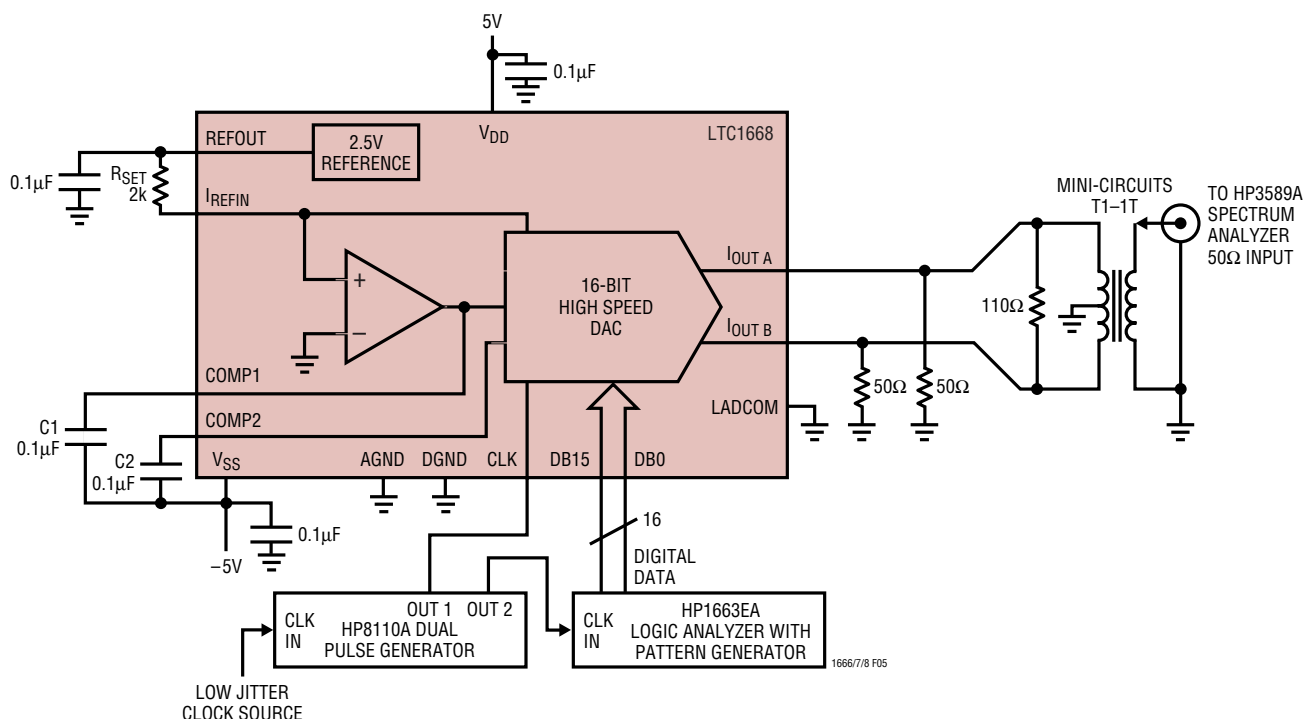 5V
0.1µF
REFOUT
2.5V
REFERENCE
VDD
LTC1668
RSET
2k
0.1µF
IREFIN
MINI-CIRCUITS
T1–1T
TO HP3589A
SPECTRUM
ANALYZER
50Ω INPUT
+
–
16-BIT
HIGH SPEED
DAC
IOUT A
IOUT B
110Ω
50Ω
50Ω
COMP1
COMP2
LADCOM
C1
0.1µF
C2
0.1µF
VSS
AGND
DGND
CLK
DB15
DB0
0.1µF
–5V
16
DIGITAL
DATA
OUT 1
OUT 2
CLK
IN
HP8110A DUAL
PULSE GENERATOR
CLK
IN
HP1663EA
LOGIC ANALYZER WITH
PATTERN GENERATOR
1666/7/8 F05
LOW JITTER
CLOCK SOURCE